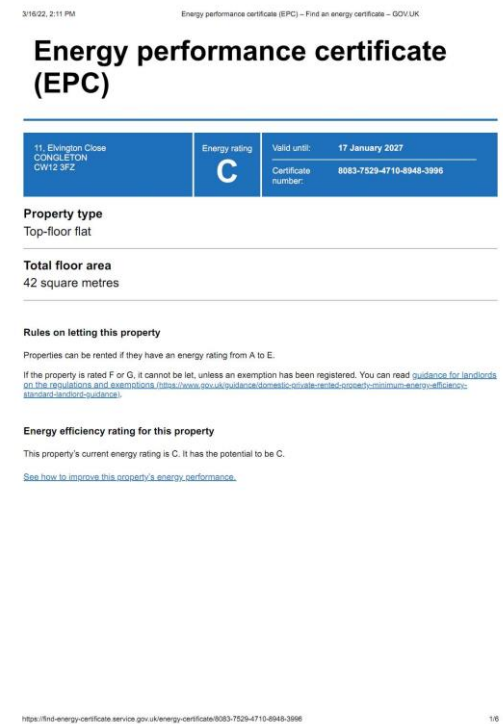 3/16/22, 2:11 PM
Energy performance certificate (EPC) – Find an energy certificate – GOV.UK
Energy performance certificate
(EPC)
11, Elvington Close
CONGLETON
CW12 3FZ
Energy rating
C
Valid until:
17 January 2027
Certificate
number:
8083-7529-4710-8948-3996
Property type
Top-floor flat
Total floor area
42 square metres
Rules on letting this property
Properties can be rented if they have an energy rating from A to E.
If the property is rated F or G, it cannot be let, unless an exemption has been registered. You can read guidance for landlords
on the regulations and exemptions (https://www.gov.uk/guidance/domestic-private-rented-property-minimum-energy-efficiency-
standard-landlord-guidance).
Energy efficiency rating for this property
This property's current energy rating is C. It has the potential to be C.
See how to improve this property's energy performance.
https://find-energy-certificate.service.gov.uk/energy-certificate/8083-7529-4710-8948-3996
1/6